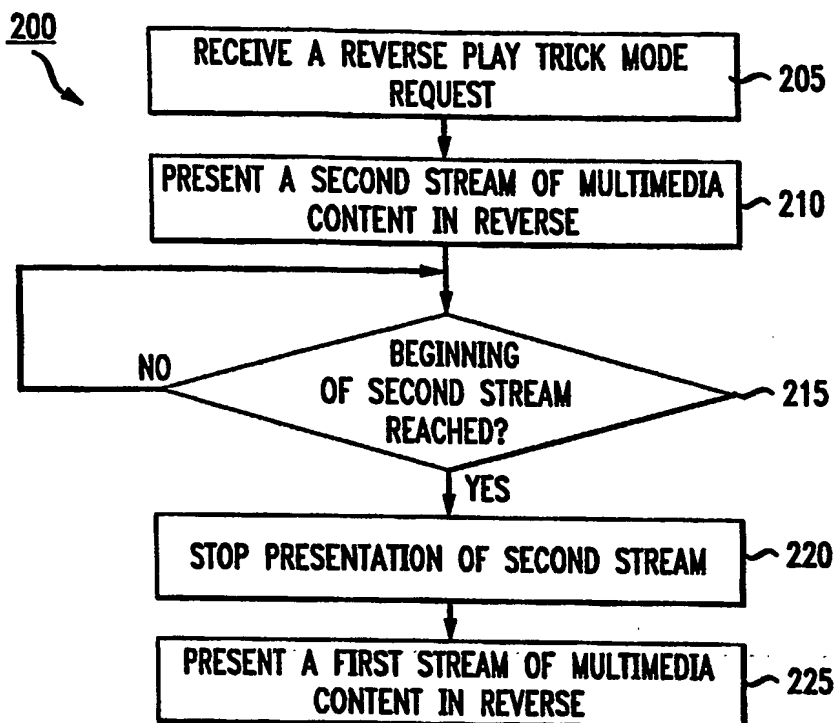 200
RECEIVE A REVERSE PLAY TRICK MODE
REQUEST
205
PRESENT A SECOND STREAM OF MULTIMEDIA
CONTENT IN REVERSE
210
NO
BEGINNING
OF SECOND STREAM
REACHED?
215
YES
STOP PRESENTATION OF SECOND STREAM
220
PRESENT A FIRST STREAM OF MULTIMEDIA
CONTENT IN REVERSE
225